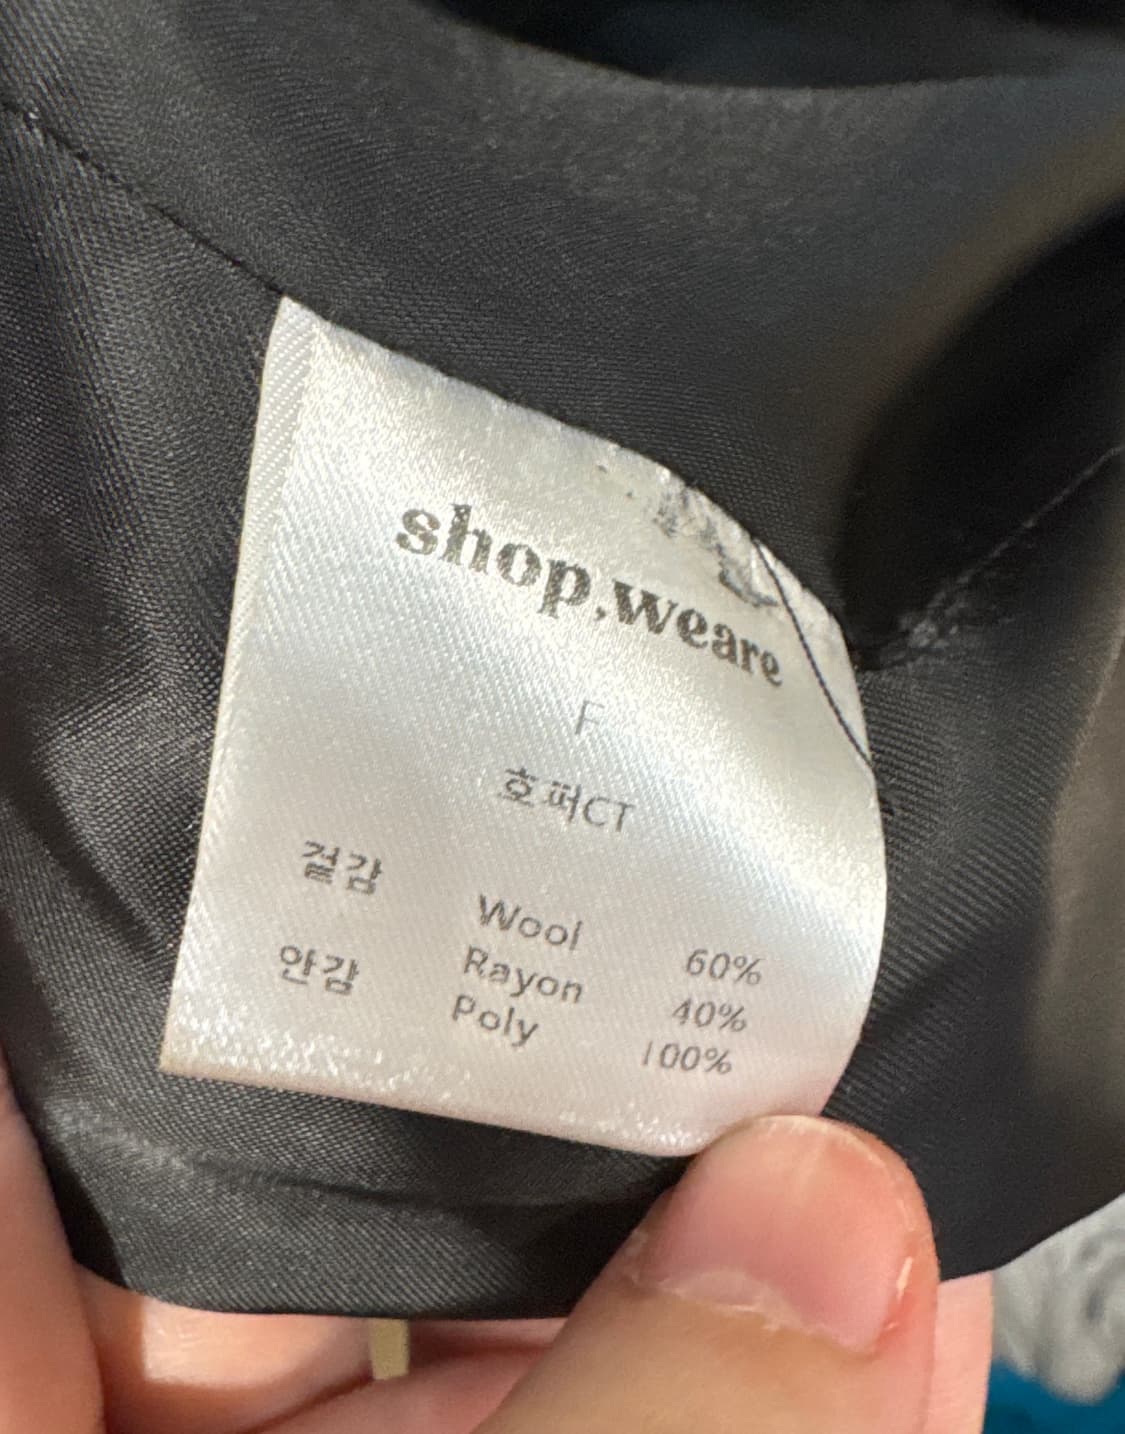 shop,weare
F
호퍼CT
겉감 Wool 60%
Rayon 40%
안감 Poly 100%